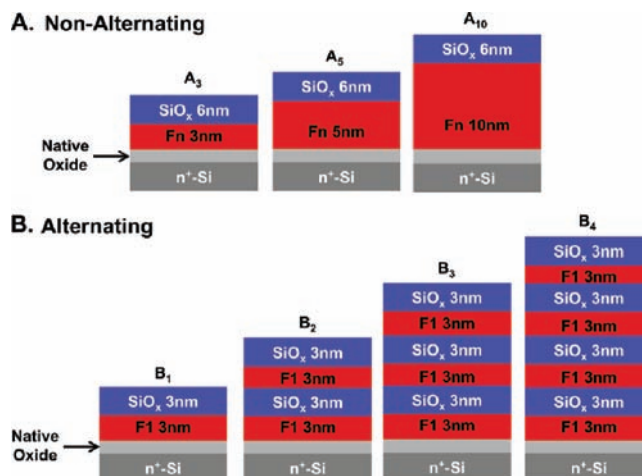 A. Non-Alternating
A3
SiOx 6nm
Fn 3nm
Native
Oxide
n+-Si
A5
SiOx 6nm
Fn 5nm
n+-Si
A10
SiOx 6nm
Fn 10nm
n+-Si
B. Alternating
B1
SiOx 3nm
F1 3nm
Native
Oxide
n+-Si
B2
SiOx 3nm
F1 3nm
SiOx 3nm
F1 3nm
n+-Si
B3
SiOx 3nm
F1 3nm
SiOx 3nm
F1 3nm
SiOx 3nm
F1 3nm
n+-Si
B4
SiOx 3nm
F1 3nm
SiOx 3nm
F1 3nm
SiOx 3nm
F1 3nm
SiOx 3nm
F1 3nm
n+-Si